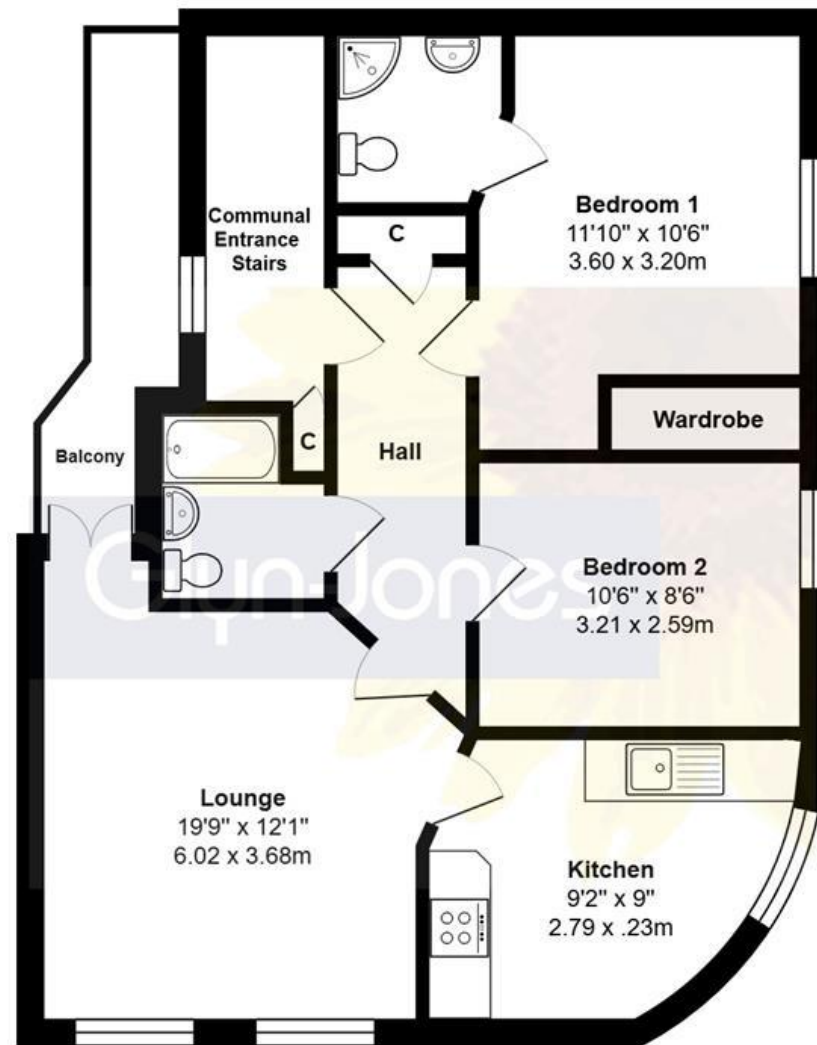 Communal
Entrance
Stairs
C
Bedroom 1
11'10" x 10'6"
3.60 x 3.20m
Wardrobe
Balcony
C
Hall
Glyn-Jones
Bedroom 2
10'6" x 8'6"
3.21 x 2.59m
Lounge
19'9" x 12'1"
6.02 x 3.68m
Kitchen
9'2" x 9"
2.79 x .23m